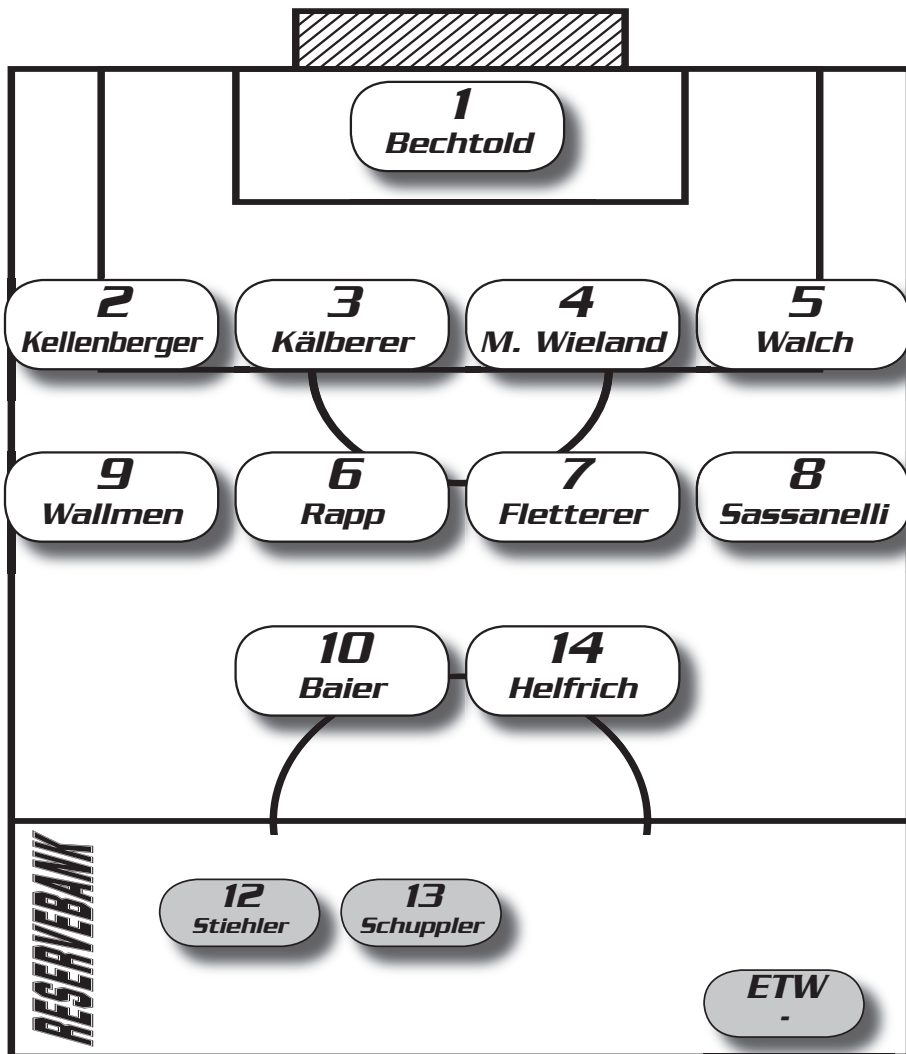 1
Bechtold
2
Kellenberger
3
Kälberer
4
M. Wieland
5
Walch
9
Wallmen
6
Rapp
7
Fletterer
8
Sassanelli
10
Baier
14
Helfrich
RESERVEBANK
12
Stiehler
13
Schuppler
ETW
-